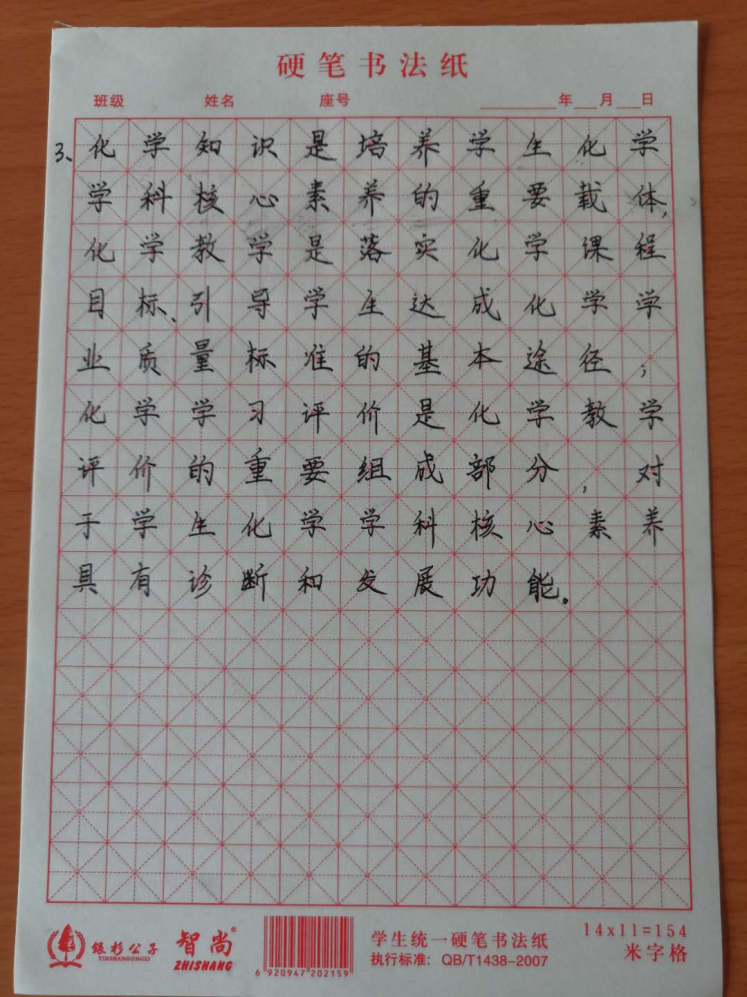 硬笔书法纸
班级 姓名 座号 年 月 日
3、化学知识是培养学生化学
学科核心素养的重要载体,
化学教学是落实化学课程
目标、引导学生达成化学学
业质量标准的基本途径;
化学学习评价是化学教学
评价的重要组成部分,对
于学生化学学科核心素养
具有诊断和发展功能。
银杉公子
YINSHANGONGZI
智尚
ZHISHANG
6 920947 202159
学生统一硬笔书法纸
执行标准: QB/T1438-2007
14x11=154
米字格